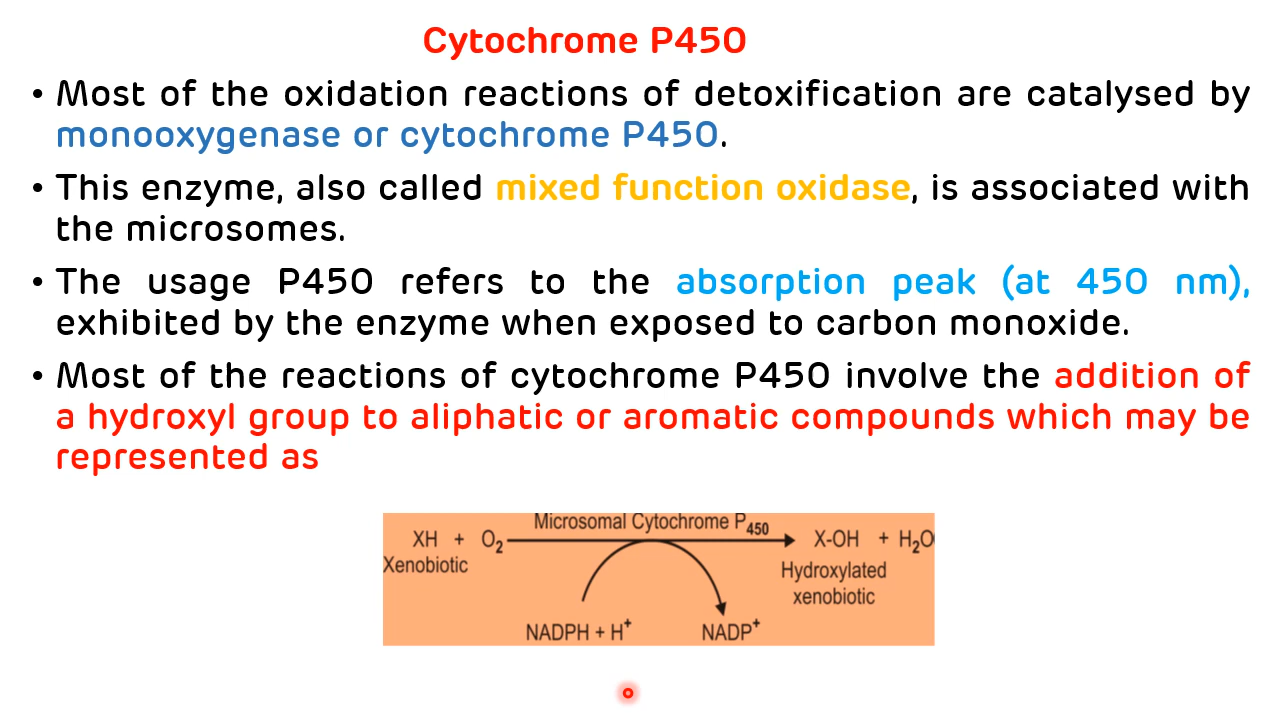 Cytochrome P450
• Most of the oxidation reactions of detoxification are catalysed by
monooxygenase or cytochrome P450.
• This enzyme, also called mixed function oxidase, is associated with
the microsomes.
• The usage P450 refers to the absorption peak (at 450 nm),
exhibited by the enzyme when exposed to carbon monoxide.
• Most of the reactions of cytochrome P450 involve the addition of
a hydroxyl group to aliphatic or aromatic compounds which may be
represented as
Microsomal Cytochrome P450
XH + O2 X-OH + H2O
Xenobiotic
Hydroxylated
xenobiotic
NADPH + H+ NADP+